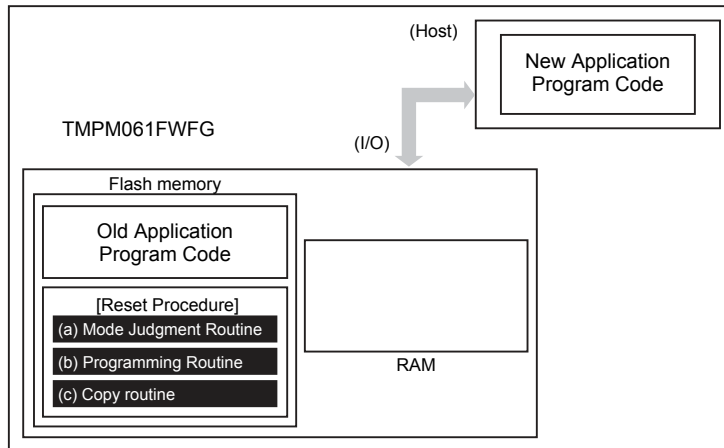 (Host)
New Application
Program Code
TMPM061FWFG
(I/O)
Flash memory
Old Application
Program Code
[Reset Procedure]
(a) Mode Judgment Routine
(b) Programming Routine
(c) Copy routine
RAM